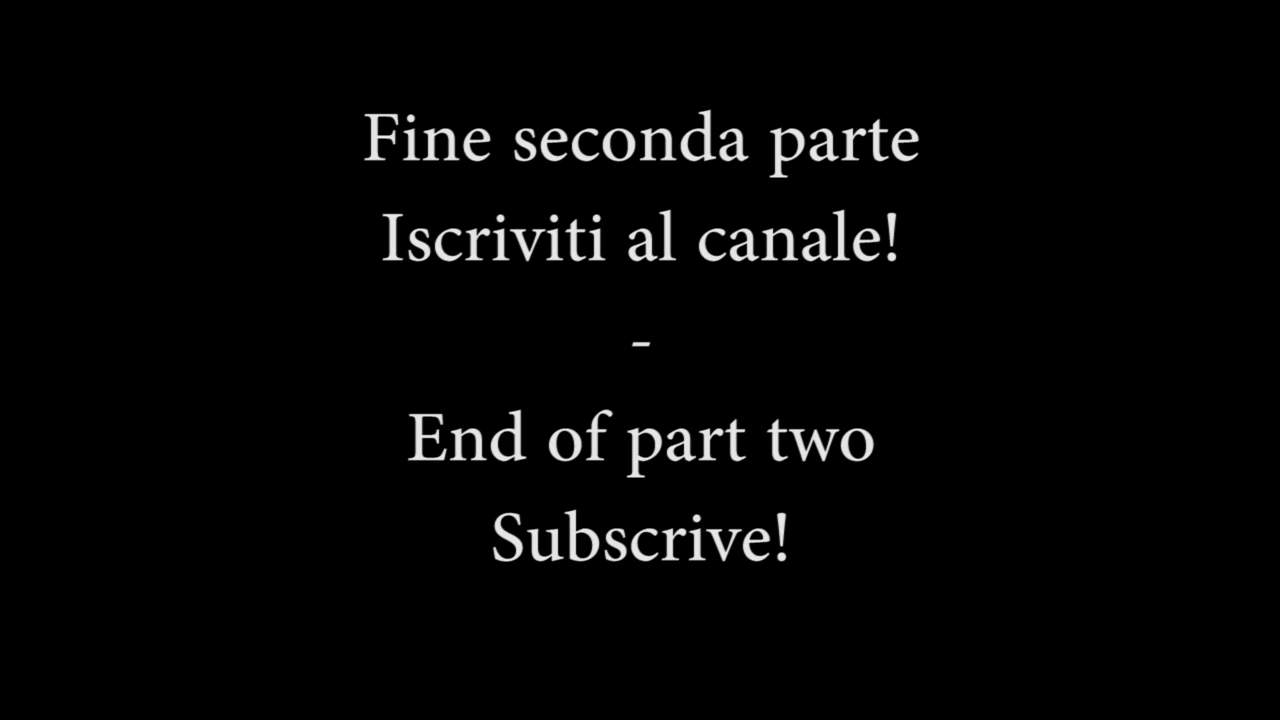 Fine seconda parte
Iscriviti al canale!
-
End of part two
Subscrive!